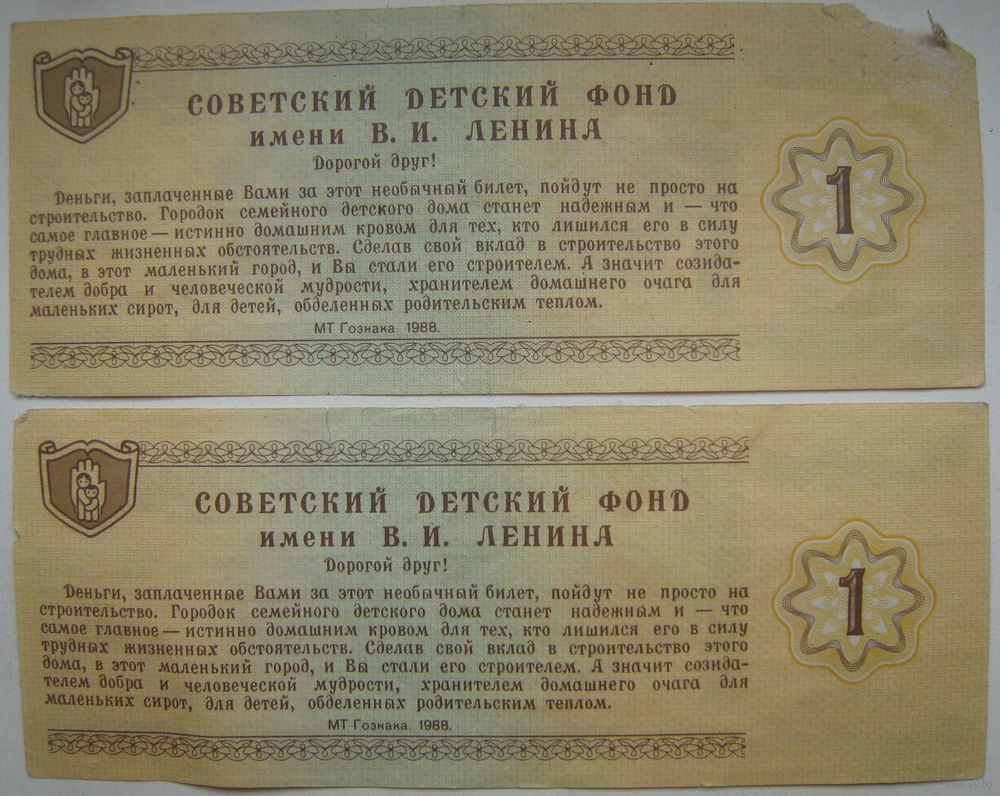 СОВЕТСКИЙ ДЕТСКИЙ ФОНД
имени В. И. ЛЕНИНА
Дорогой друг!
Деньги, заплаченные Вами за этот необычный билет, пойдут не просто на
строительство. Городок семейного детского дома станет надежным и — что
самое главное — истинно домашним кровом для тех, кто лишился его в силу
трудных жизненных обстоятельств. Сделав свой вклад в строительство этого
дома, в этот маленький город, и Вы стали его строителем. А значит созида-
телем добра и человеческой мудрости, хранителем домашнего очага для
маленьких сирот, для детей, обделенных родительским теплом.
МТ Гознака. 1988.
1
СОВЕТСКИЙ ДЕТСКИЙ ФОНД
имени В. И. ЛЕНИНА
Дорогой друг!
Деньги, заплаченные Вами за этот необычный билет, пойдут не просто на
строительство. Городок семейного детского дома станет надежным и — что
самое главное — истинно домашним кровом для тех, кто лишился его в силу
трудных жизненных обстоятельств. Сделав свой вклад в строительство этого
дома, в этот маленький город, и Вы стали его строителем. А значит созида-
телем добра и человеческой мудрости, хранителем домашнего очага для
маленьких сирот, для детей, обделенных родительским теплом.
МТ Гознака. 1988.
1